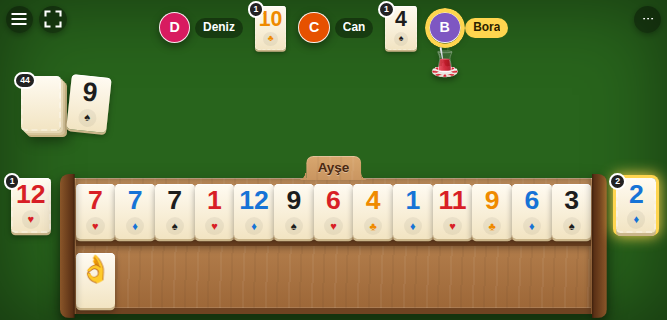 D Deniz 1 10 ♣ C Can 1 4 ♠ B Bora ...
44 9 ♠
Ayşe
1 12 ♥
7 ♥ 7 ♦ 7 ♠ 1 ♥ 12 ♦ 9 ♠ 6 ♥ 4 ♣ 1 ♦ 11 ♥ 9 ♣ 6 ♦ 3 ♠
2 2 ♦